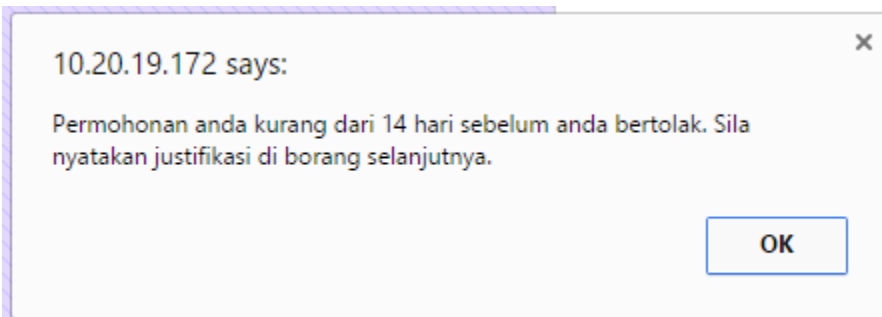 10.20.19.172 says:
Permohonan anda kurang dari 14 hari sebelum anda bertolak. Sila
nyatakan justifikasi di borang selanjutnya.
OK